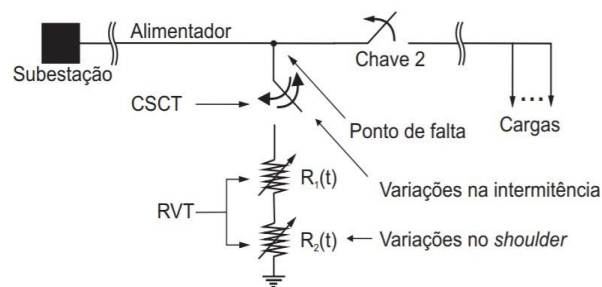 Alimentador
Subestação
Chave 2
CSCT
Ponto de falta
Cargas
R₁(t)
Variações na intermitência
RVT
R₂(t)
Variações no shoulder